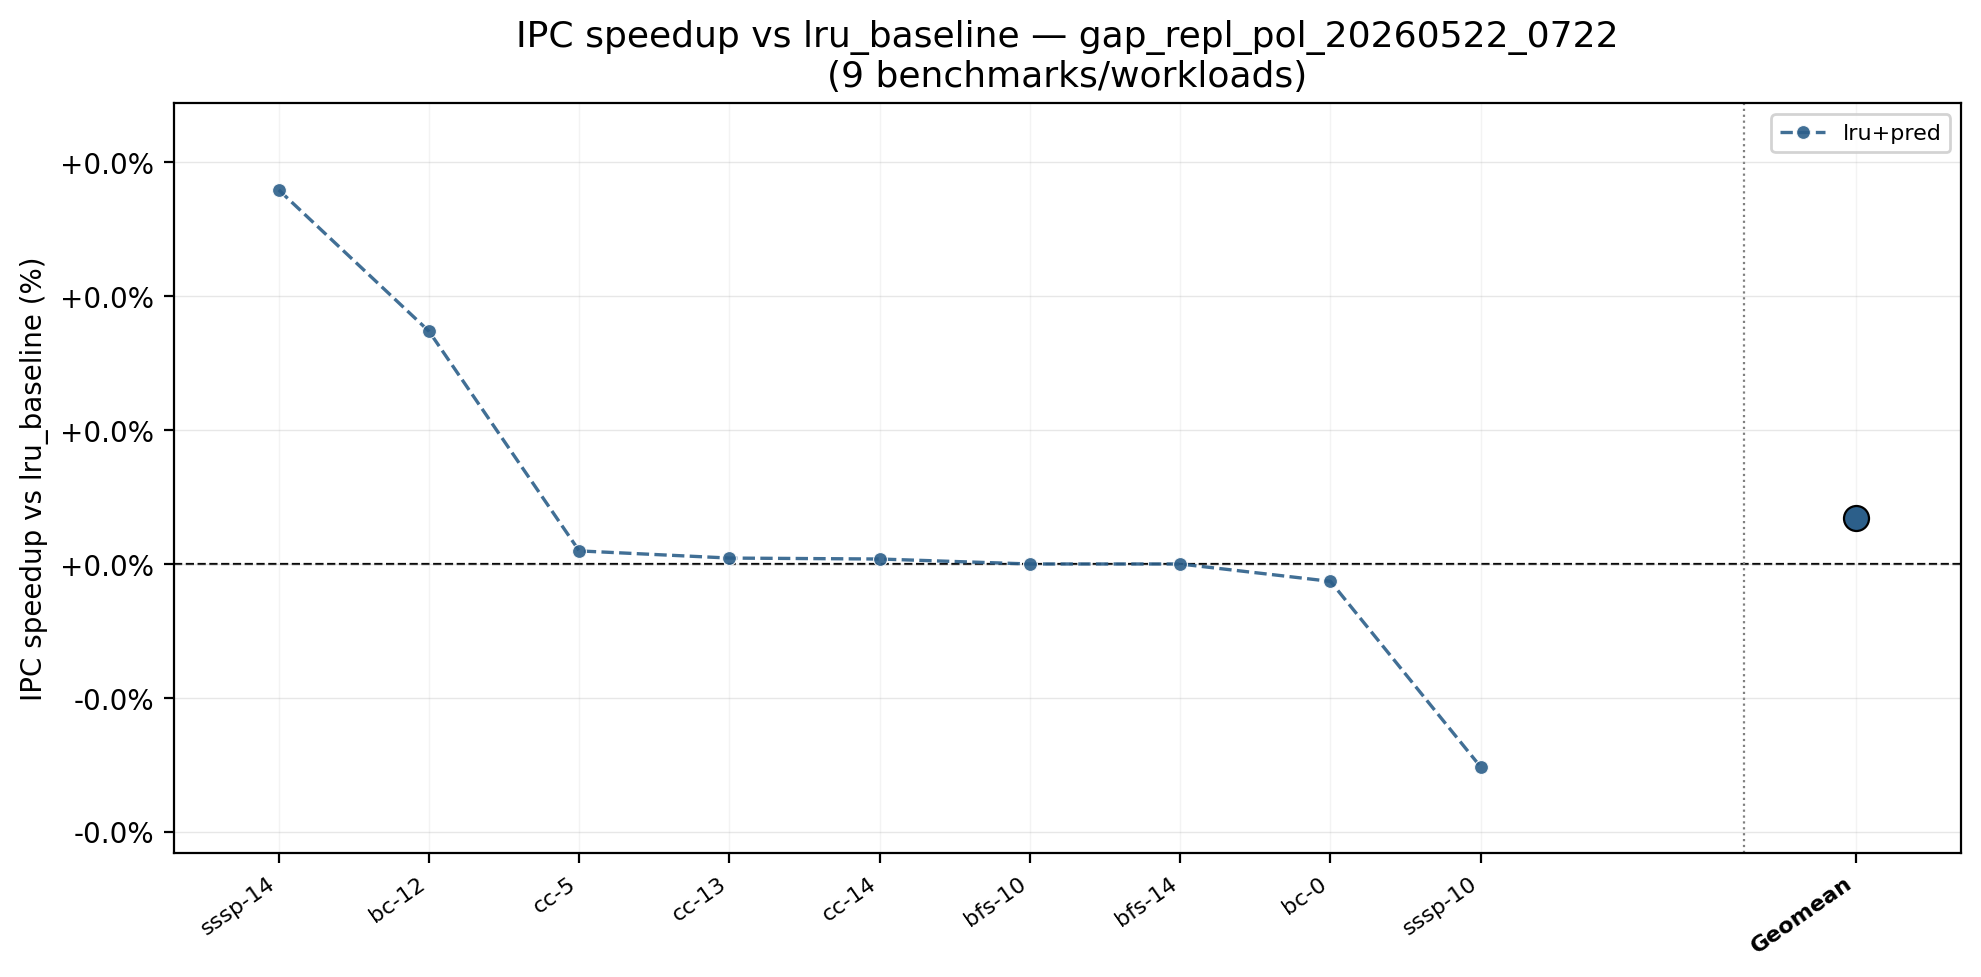 IPC speedup vs lru_baseline — gap_repl_pol_20260522_0722
(9 benchmarks/workloads)
IPC speedup vs lru_baseline (%)
+0.0%
+0.0%
+0.0%
+0.0%
-0.0%
-0.0%
lru+pred
sssp-14
bc-12
cc-5
cc-13
cc-14
bfs-10
bfs-14
bc-0
sssp-10
Geomean